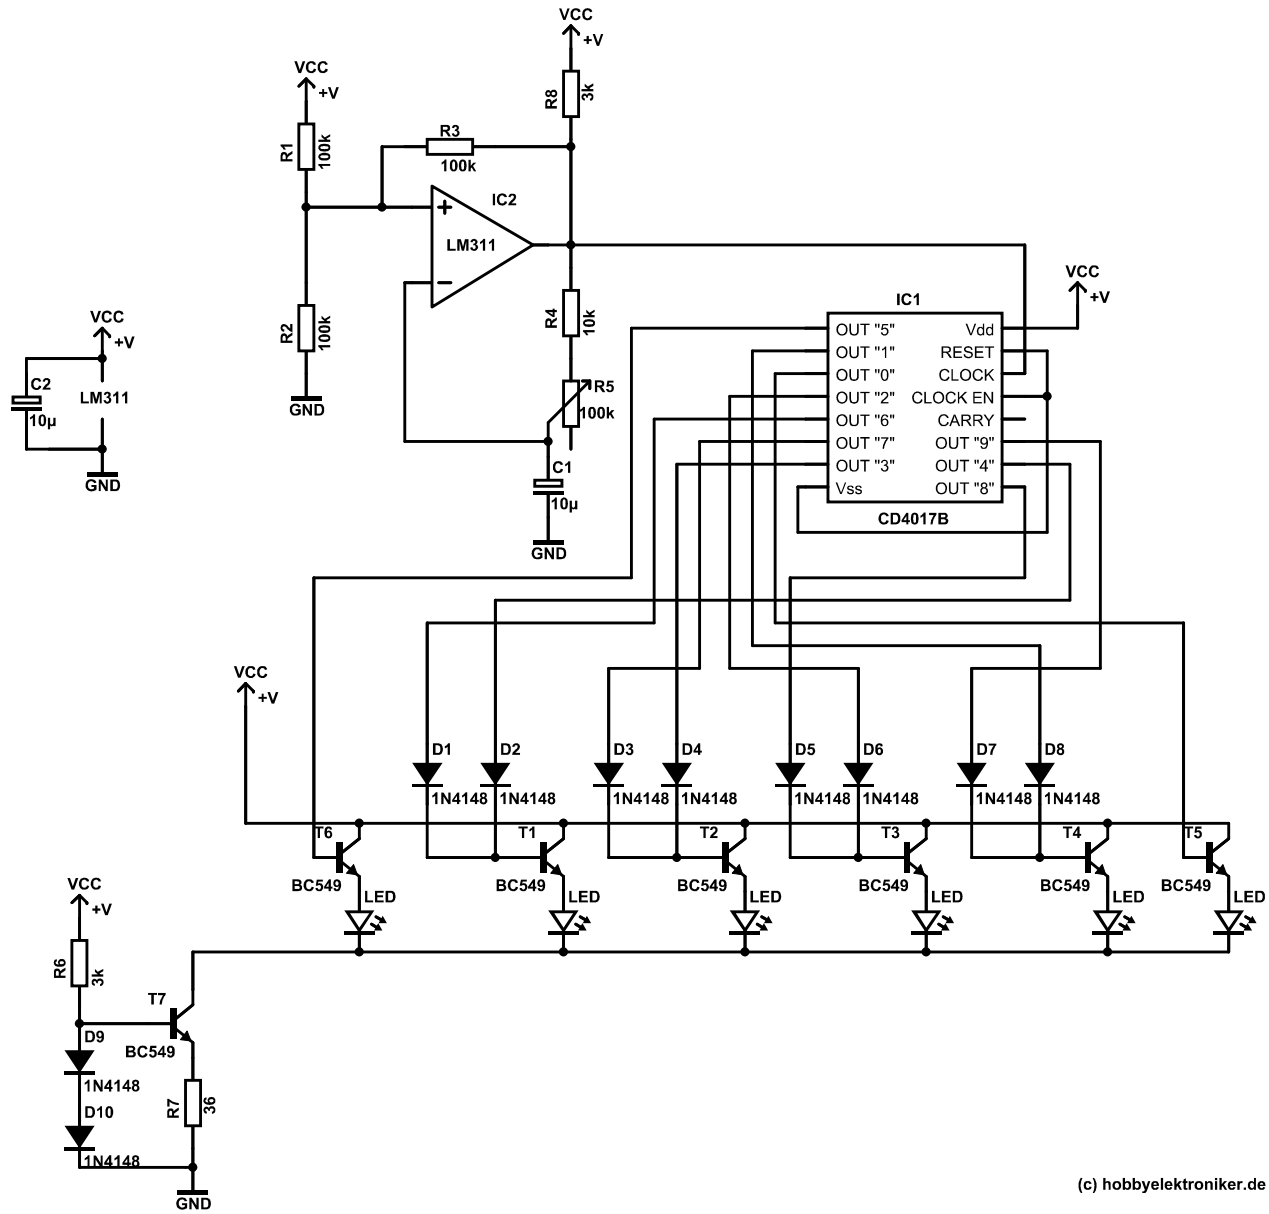 VCC
+V
R8
3k
VCC
+V
R1
100k
R3
100k
IC2
+
LM311
−
R2
100k
GND
R4
10k
R5
100k
C1
10µ
GND
VCC
+V
C2
10µ
LM311
GND
VCC
+V
IC1
OUT "5"
Vdd
OUT "1"
RESET
OUT "0"
CLOCK
OUT "2"
CLOCK EN
OUT "6"
CARRY
OUT "7"
OUT "9"
OUT "3"
OUT "4"
Vss
OUT "8"
CD4017B
VCC
+V
D1
1N4148
D2
1N4148
D3
1N4148
D4
1N4148
D5
1N4148
D6
1N4148
D7
1N4148
D8
1N4148
T6
BC549
LED
T1
BC549
LED
T2
BC549
LED
T3
BC549
LED
T4
BC549
LED
T5
BC549
LED
VCC
+V
R6
3k
T7
BC549
D9
1N4148
D10
1N4148
R7
36
GND
(c) hobbyelektroniker.de